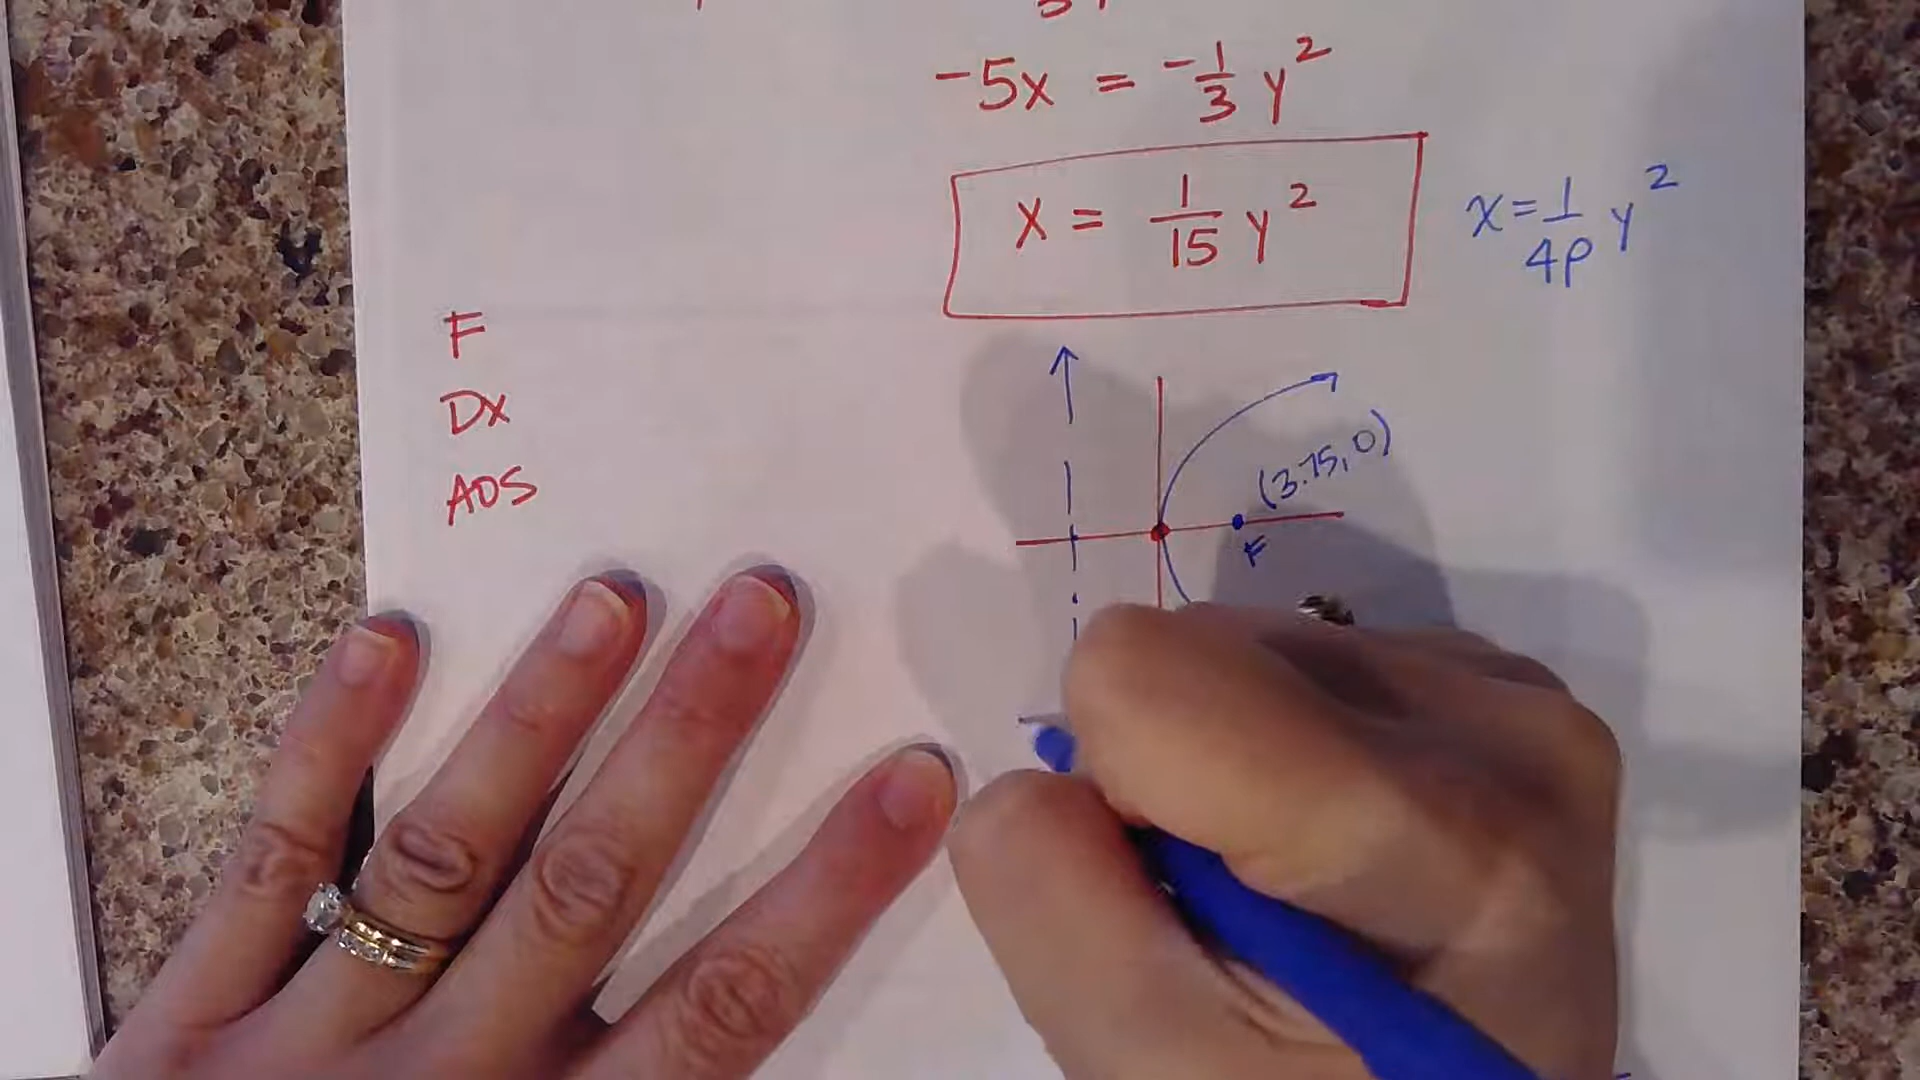 -5x = -1/3 y²
x = 1/15 y²
x = 1/4p y²
F
Dx
AOS
(3.75, 0)
F